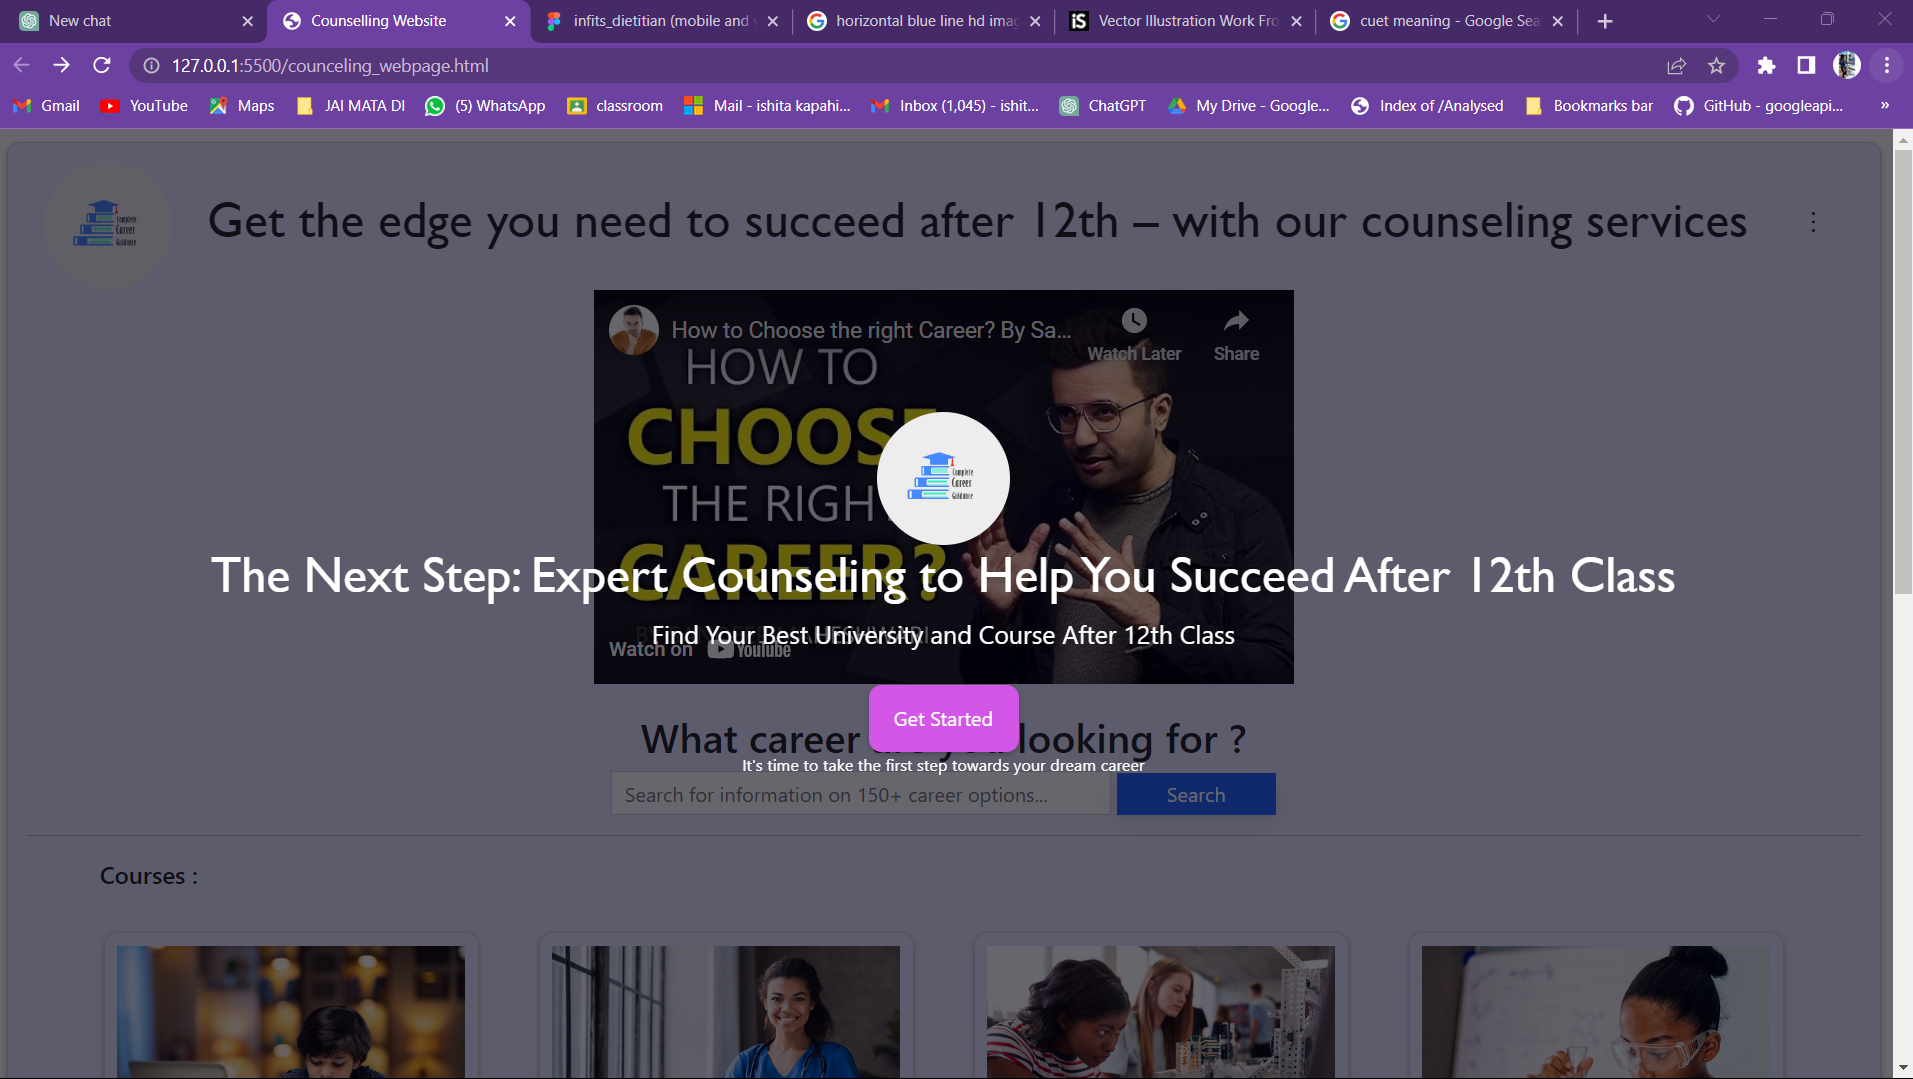 New chat
Counselling Website
infits_dietitian (mobile and
horizontal blue line hd imag
iS Vector Illustration Work Fro
cuet meaning - Google Sea
127.0.0.1:5500/counceling_webpage.html
Gmail
YouTube
Maps
JAI MATA DI
(5) WhatsApp
classroom
Mail - ishita kapahi...
Inbox (1,045) - ishit...
ChatGPT
My Drive - Google...
Index of /Analysed
Bookmarks bar
GitHub - googleapi...
»
Complete
Career
Guidance
Get the edge you need to succeed after 12th – with our counseling services
How to Choose the right Career? By Sa...
Watch Later
Share
HOW TO
CHOOSE
THE RIGHT
CAREER?
Complete
Career
Guidance
The Next Step: Expert Counseling to Help You Succeed After 12th Class
Find Your Best University and Course After 12th Class
MAHESHWARI
Watch on YouTube
Get Started
What career are you looking for ?
It's time to take the first step towards your dream career
Search for information on 150+ career options...
Search
Courses :